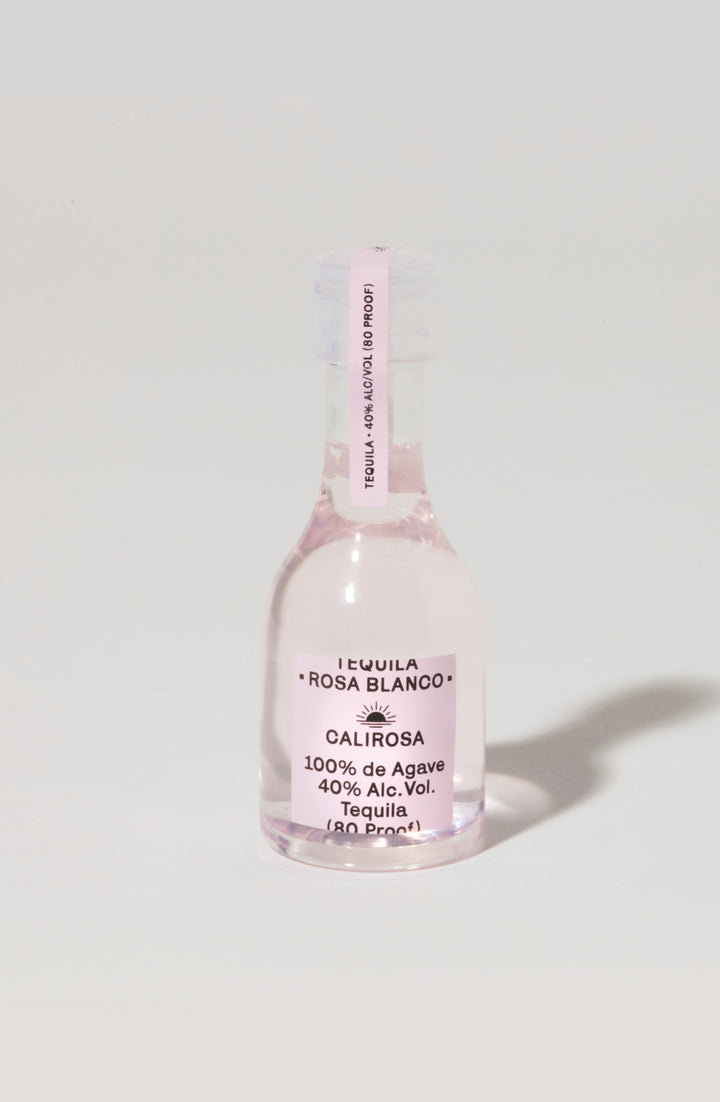 TEQUILA · 40% ALC/VOL (80 PROOF)
TEQUILA
· ROSA BLANCO ·
CALIROSA
100% de Agave
40% Alc. Vol.
Tequila
(80 Proof)